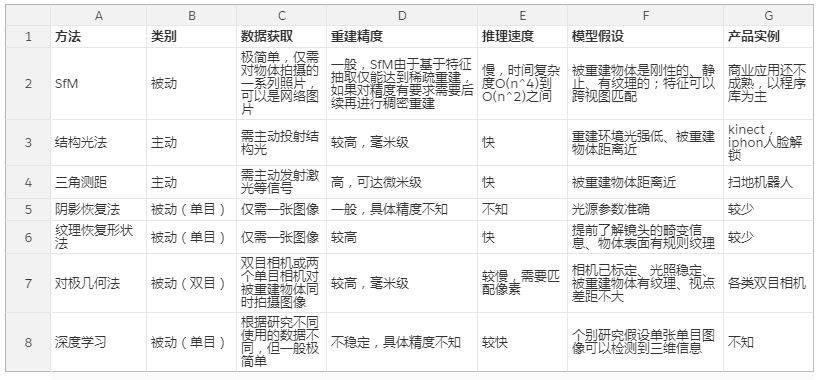 A B C D E F G
1 方法 类别 数据获取 重建精度 推理速度 模型假设 产品实例
2 SfM 被动
极简单，仅需
对物体拍摄的
一系列照片，
可以是网络图
片
一般，SfM由于基于特征
抽取仅能达到稀疏重建，
如果对精度有要求需要后
续再进行稠密重建
慢，时间复杂
度O(n^4)到
O(n^2)之间
被重建物体是刚性的、静
止、有纹理的；特征可以
跨视图匹配
商业应用还不
成熟，以程序
库为主
3 结构光法 主动
需主动投射结
构光
较高，毫米级
快
重建环境光强低、被重建
物体距离近
kinect，
iphon人脸解
锁
4 三角测距 主动
需主动发射激
光等信号
高，可达微米级
快
被重建物体距离近
扫地机器人
5 阴影恢复法 被动（单目） 仅需一张图像 一般，具体精度不知 不知 光源参数准确 较少
6 纹理恢复形状
法
被动（单目） 仅需一张图像 较高 快
提前了解镜头的畸变信
息、物体表面有规则纹理
较少
7 对极几何法 被动（双目）
双目相机或两
个单目相机对
被重建物体同
时拍摄图像
较高，毫米级
较慢，需要匹
配像素
相机已标定、光照稳定、
被重建物体有纹理、视点
差距不大
各类双目相机
8 深度学习 被动（单目）
根据研究不同
使用的数据不
同，但一般极
简单
不稳定，具体精度不知
较快
个别研究假设单张单目图
像可以检测到三维信息
不知